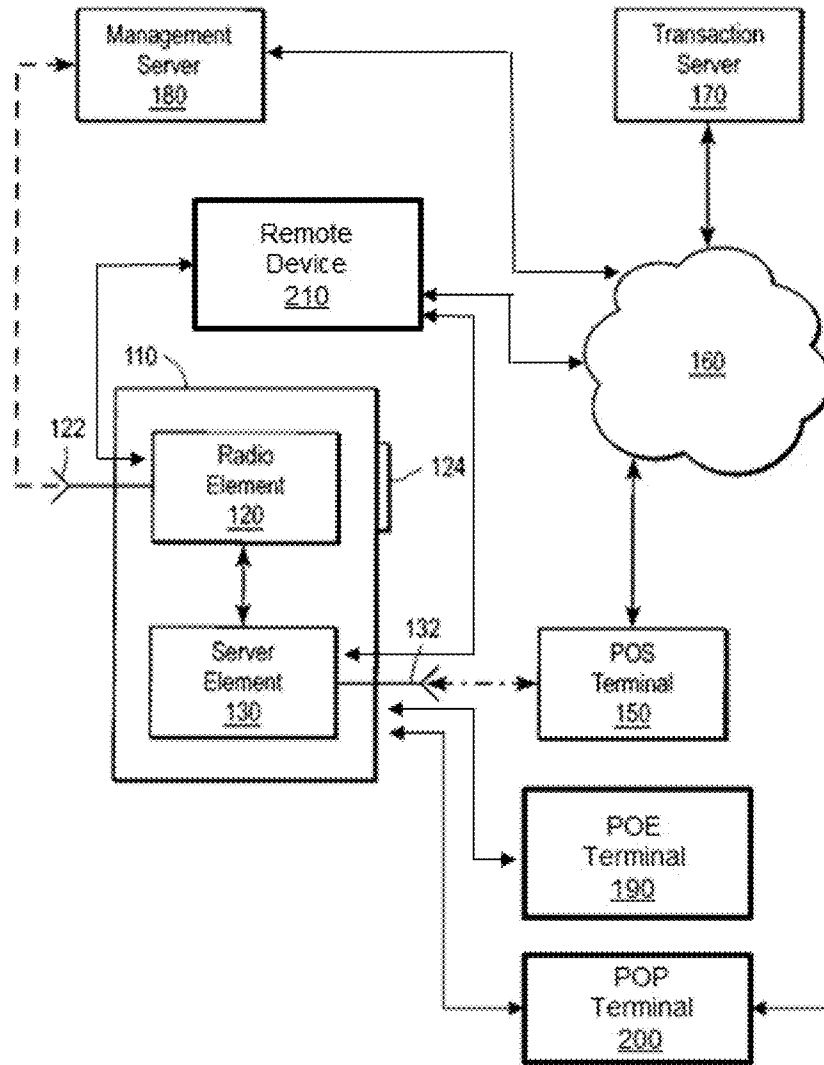 Management
Server
180
Transaction
Server
170
Remote
Device
210
160
110
122
Radio
Element
120
124
Server
Element
130
132
POS
Terminal
150
POE
Terminal
190
POP
Terminal
200